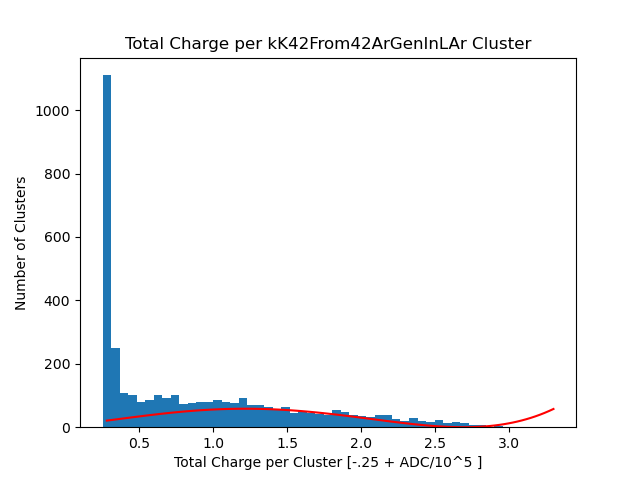 Total Charge per kK42From42ArGenInLAr Cluster
Number of Clusters
1000
800
600
400
200
0
0.5 1.0 1.5 2.0 2.5 3.0
Total Charge per Cluster [-.25 + ADC/10^5 ]